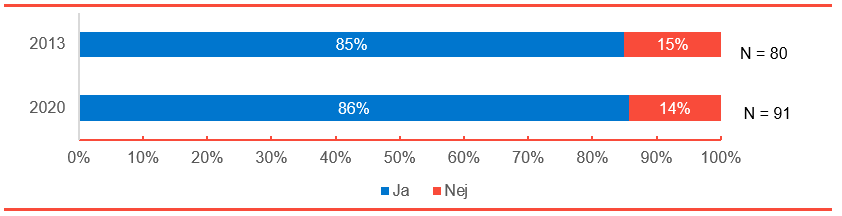 2013 85% 15% N = 80
2020 86% 14% N = 91
0% 10% 20% 30% 40% 50% 60% 70% 80% 90% 100%
Ja Nej